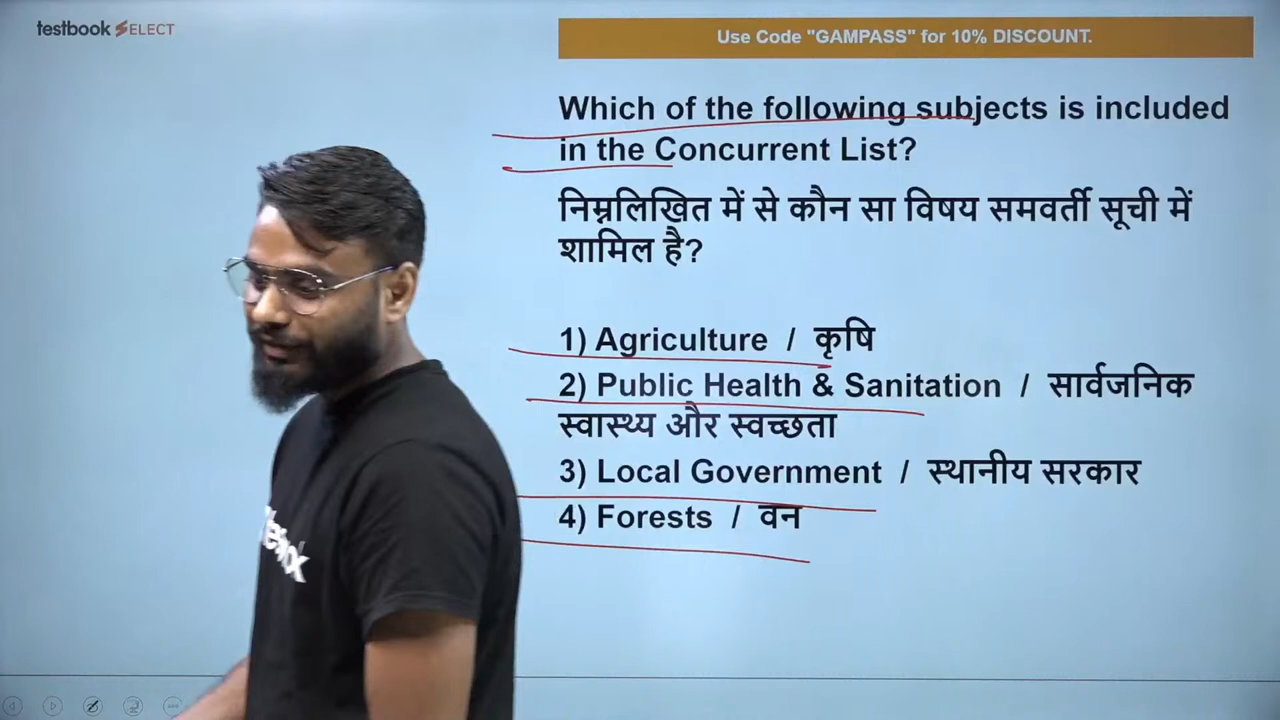 testbook SELECT
Use Code "GAMPASS" for 10% DISCOUNT.
Which of the following subjects is included
in the Concurrent List?
निम्नलिखित में से कौन सा विषय समवर्ती सूची में
शामिल है?
1) Agriculture / कृषि
2) Public Health & Sanitation / सार्वजनिक
स्वास्थ्य और स्वच्छता
3) Local Government / स्थानीय सरकार
4) Forests / वन